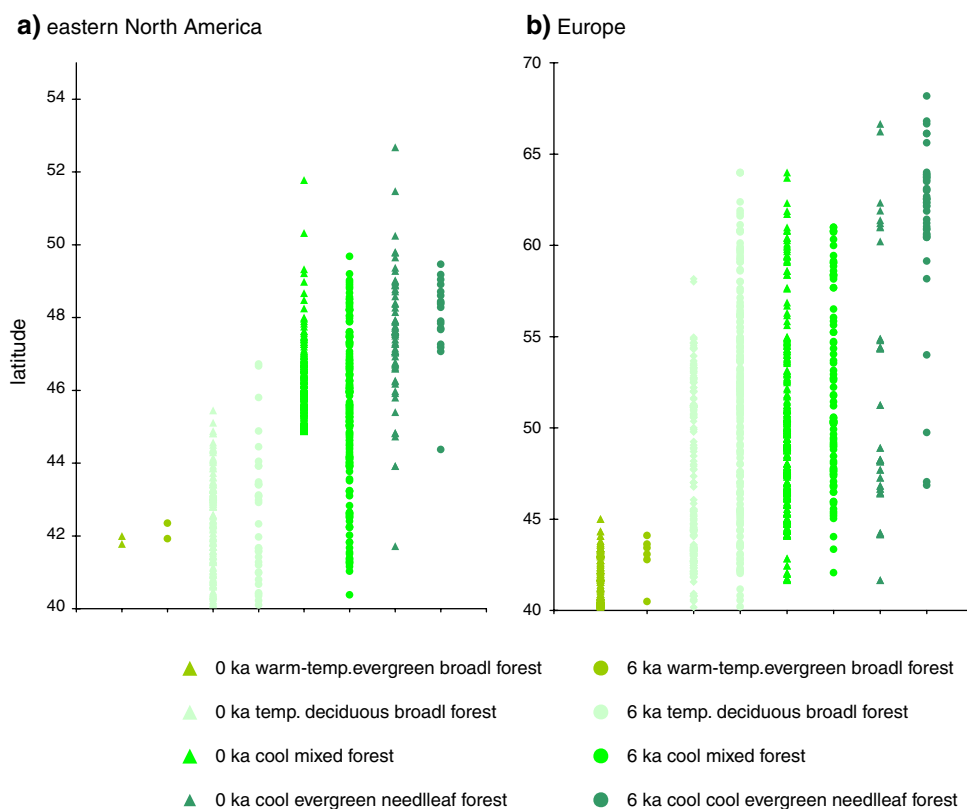 a) eastern North America
b) Europe
latitude
54
52
50
48
46
44
42
40
70
65
60
55
50
45
40
0 ka warm-temp.evergreen broadl forest
6 ka warm-temp.evergreen broadl forest
0 ka temp. deciduous broadl forest
6 ka temp. deciduous broadl forest
0 ka cool mixed forest
6 ka cool mixed forest
0 ka cool evergreen needlleaf forest
6 ka cool cool evergreen needlleaf forest